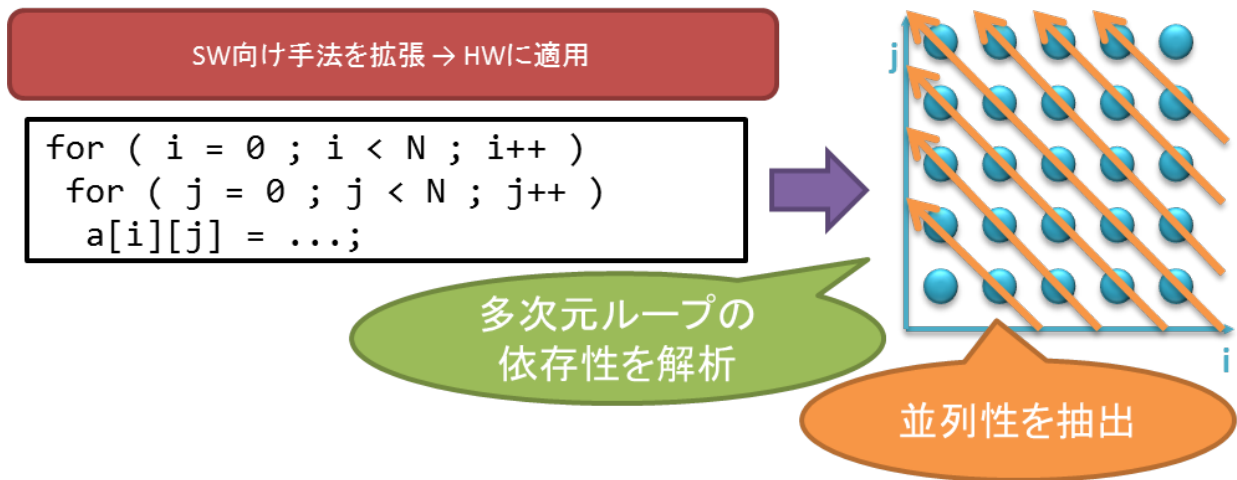 SW向け手法を拡張 → HWに適用
for ( i = 0 ; i < N ; i++ )
for ( j = 0 ; j < N ; j++ )
a[i][j] = ...;
j
i
多次元ループの
依存性を解析
並列性を抽出